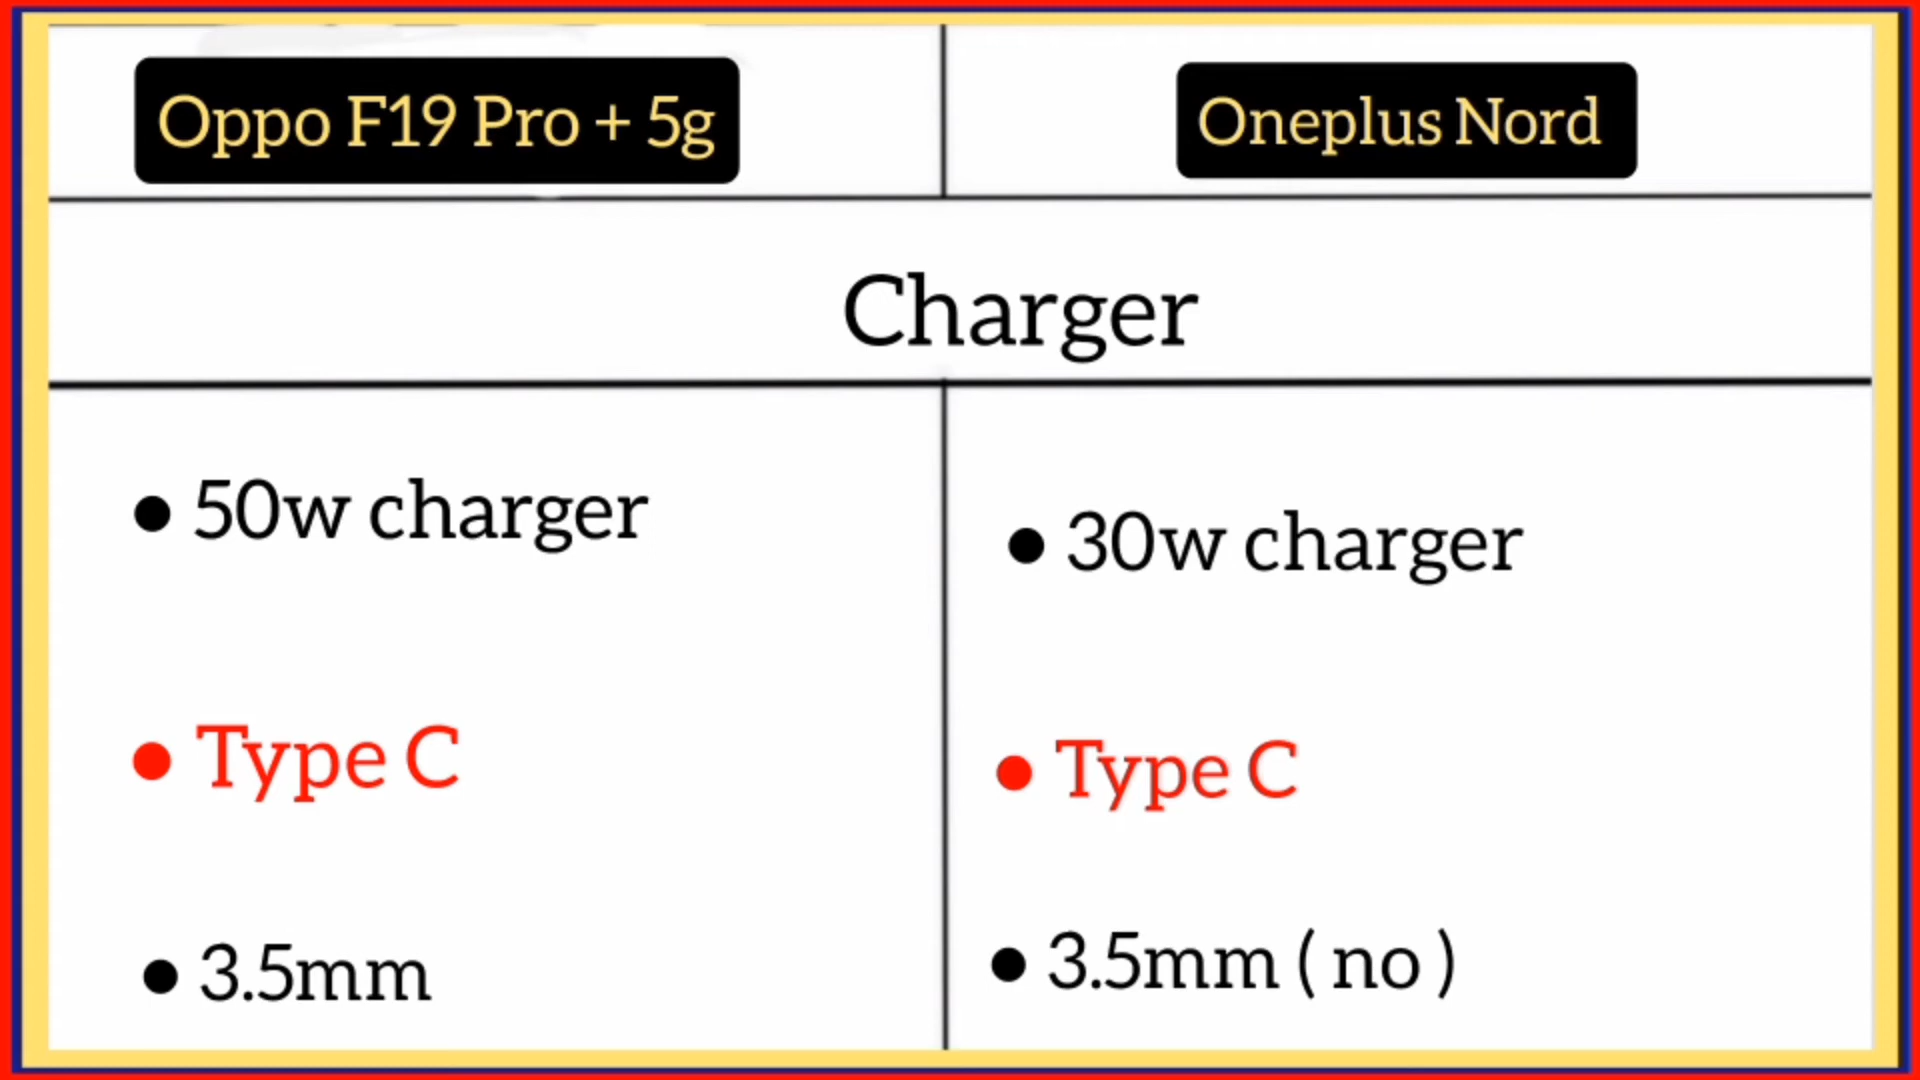 Oppo F19 Pro + 5g
Oneplus Nord
Charger
● 50w charger
● 30w charger
● Type C
● Type C
● 3.5mm
● 3.5mm ( no )